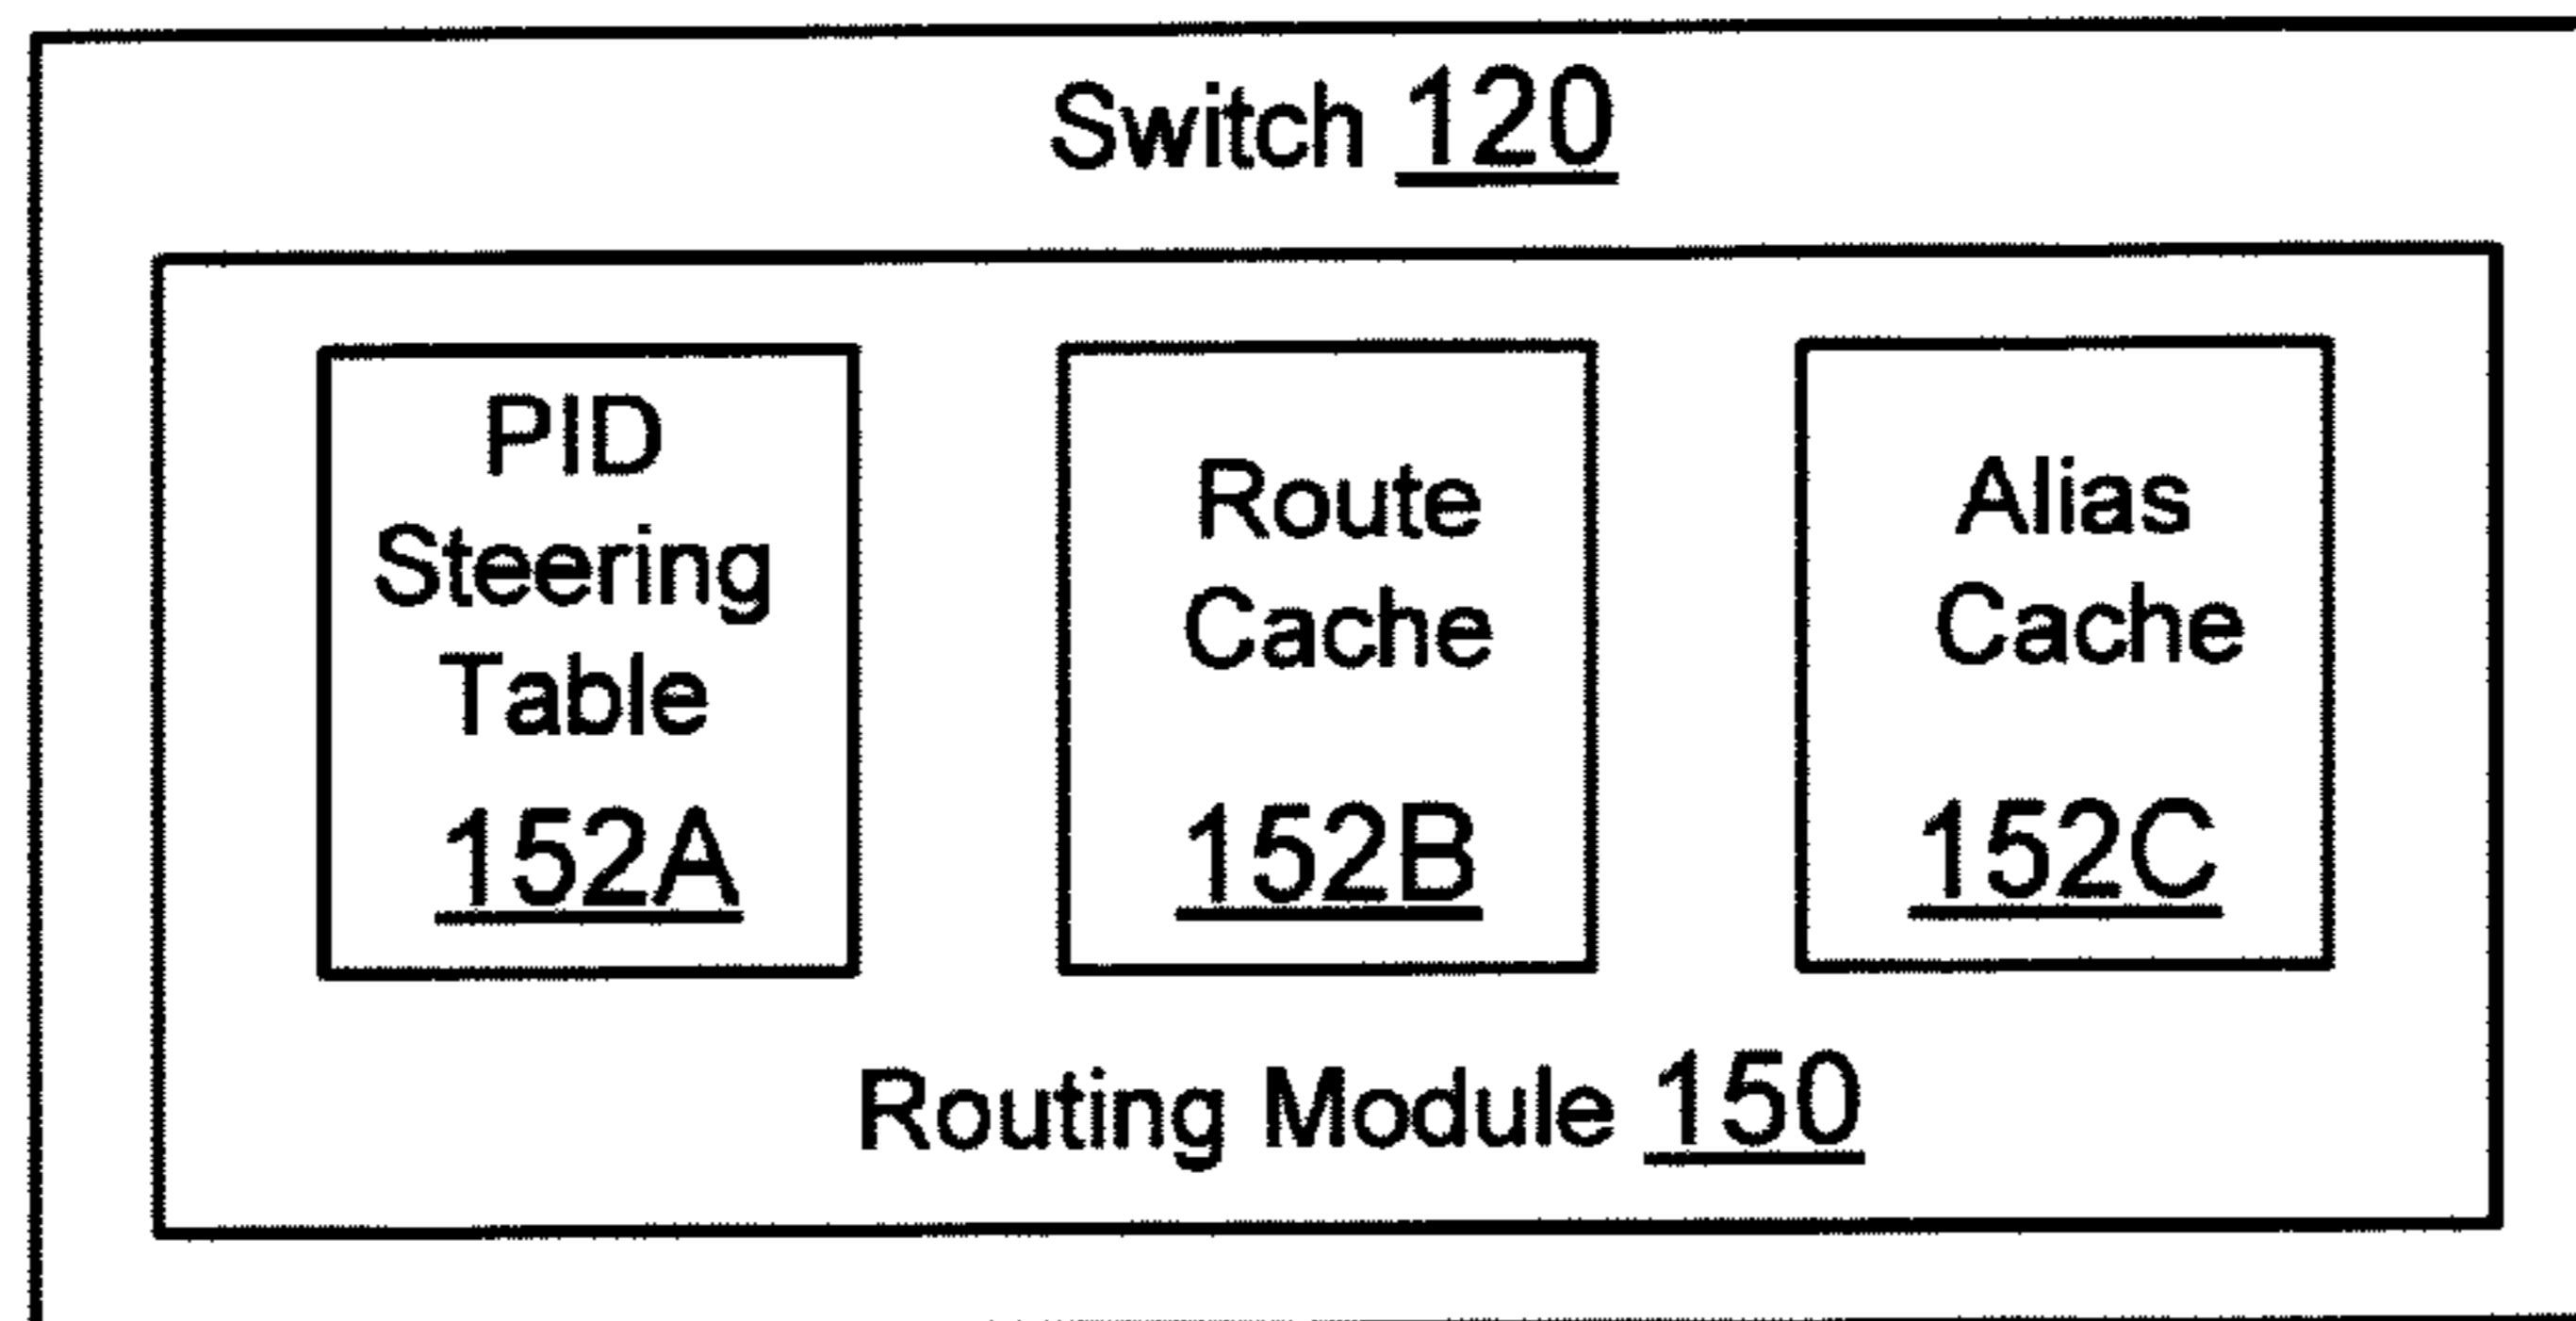 Switch 120
PID
Steering
Table
152A
Route
Cache
152B
Alias
Cache
152C
Routing Module 150